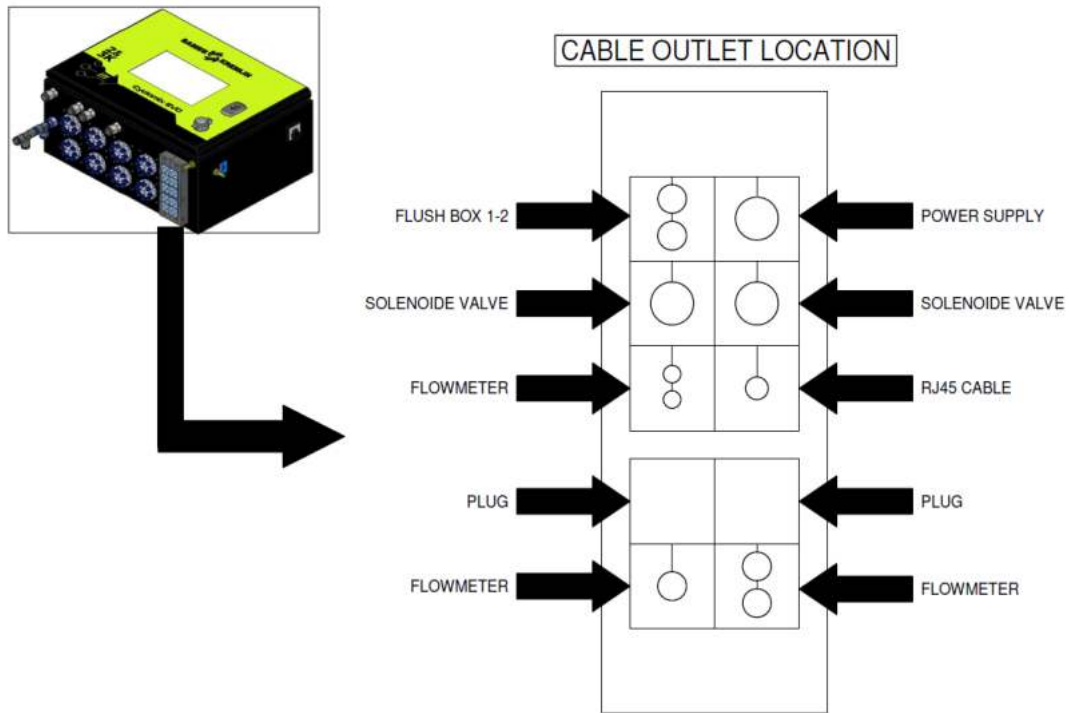 CABLE OUTLET LOCATION
FLUSH BOX 1-2
POWER SUPPLY
SOLENOIDE VALVE
SOLENOIDE VALVE
FLOWMETER
RJ45 CABLE
PLUG
PLUG
FLOWMETER
FLOWMETER